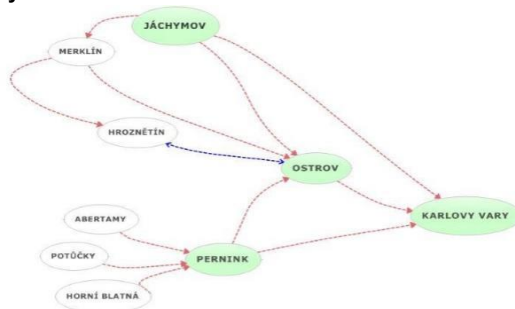 JÁCHYMOV
MERKLÍN
HROZNĚTÍN
OSTROV
KARLOVY VARY
ABERTAMY
POTŮČKY
PERNINK
HORNÍ BLATNÁ